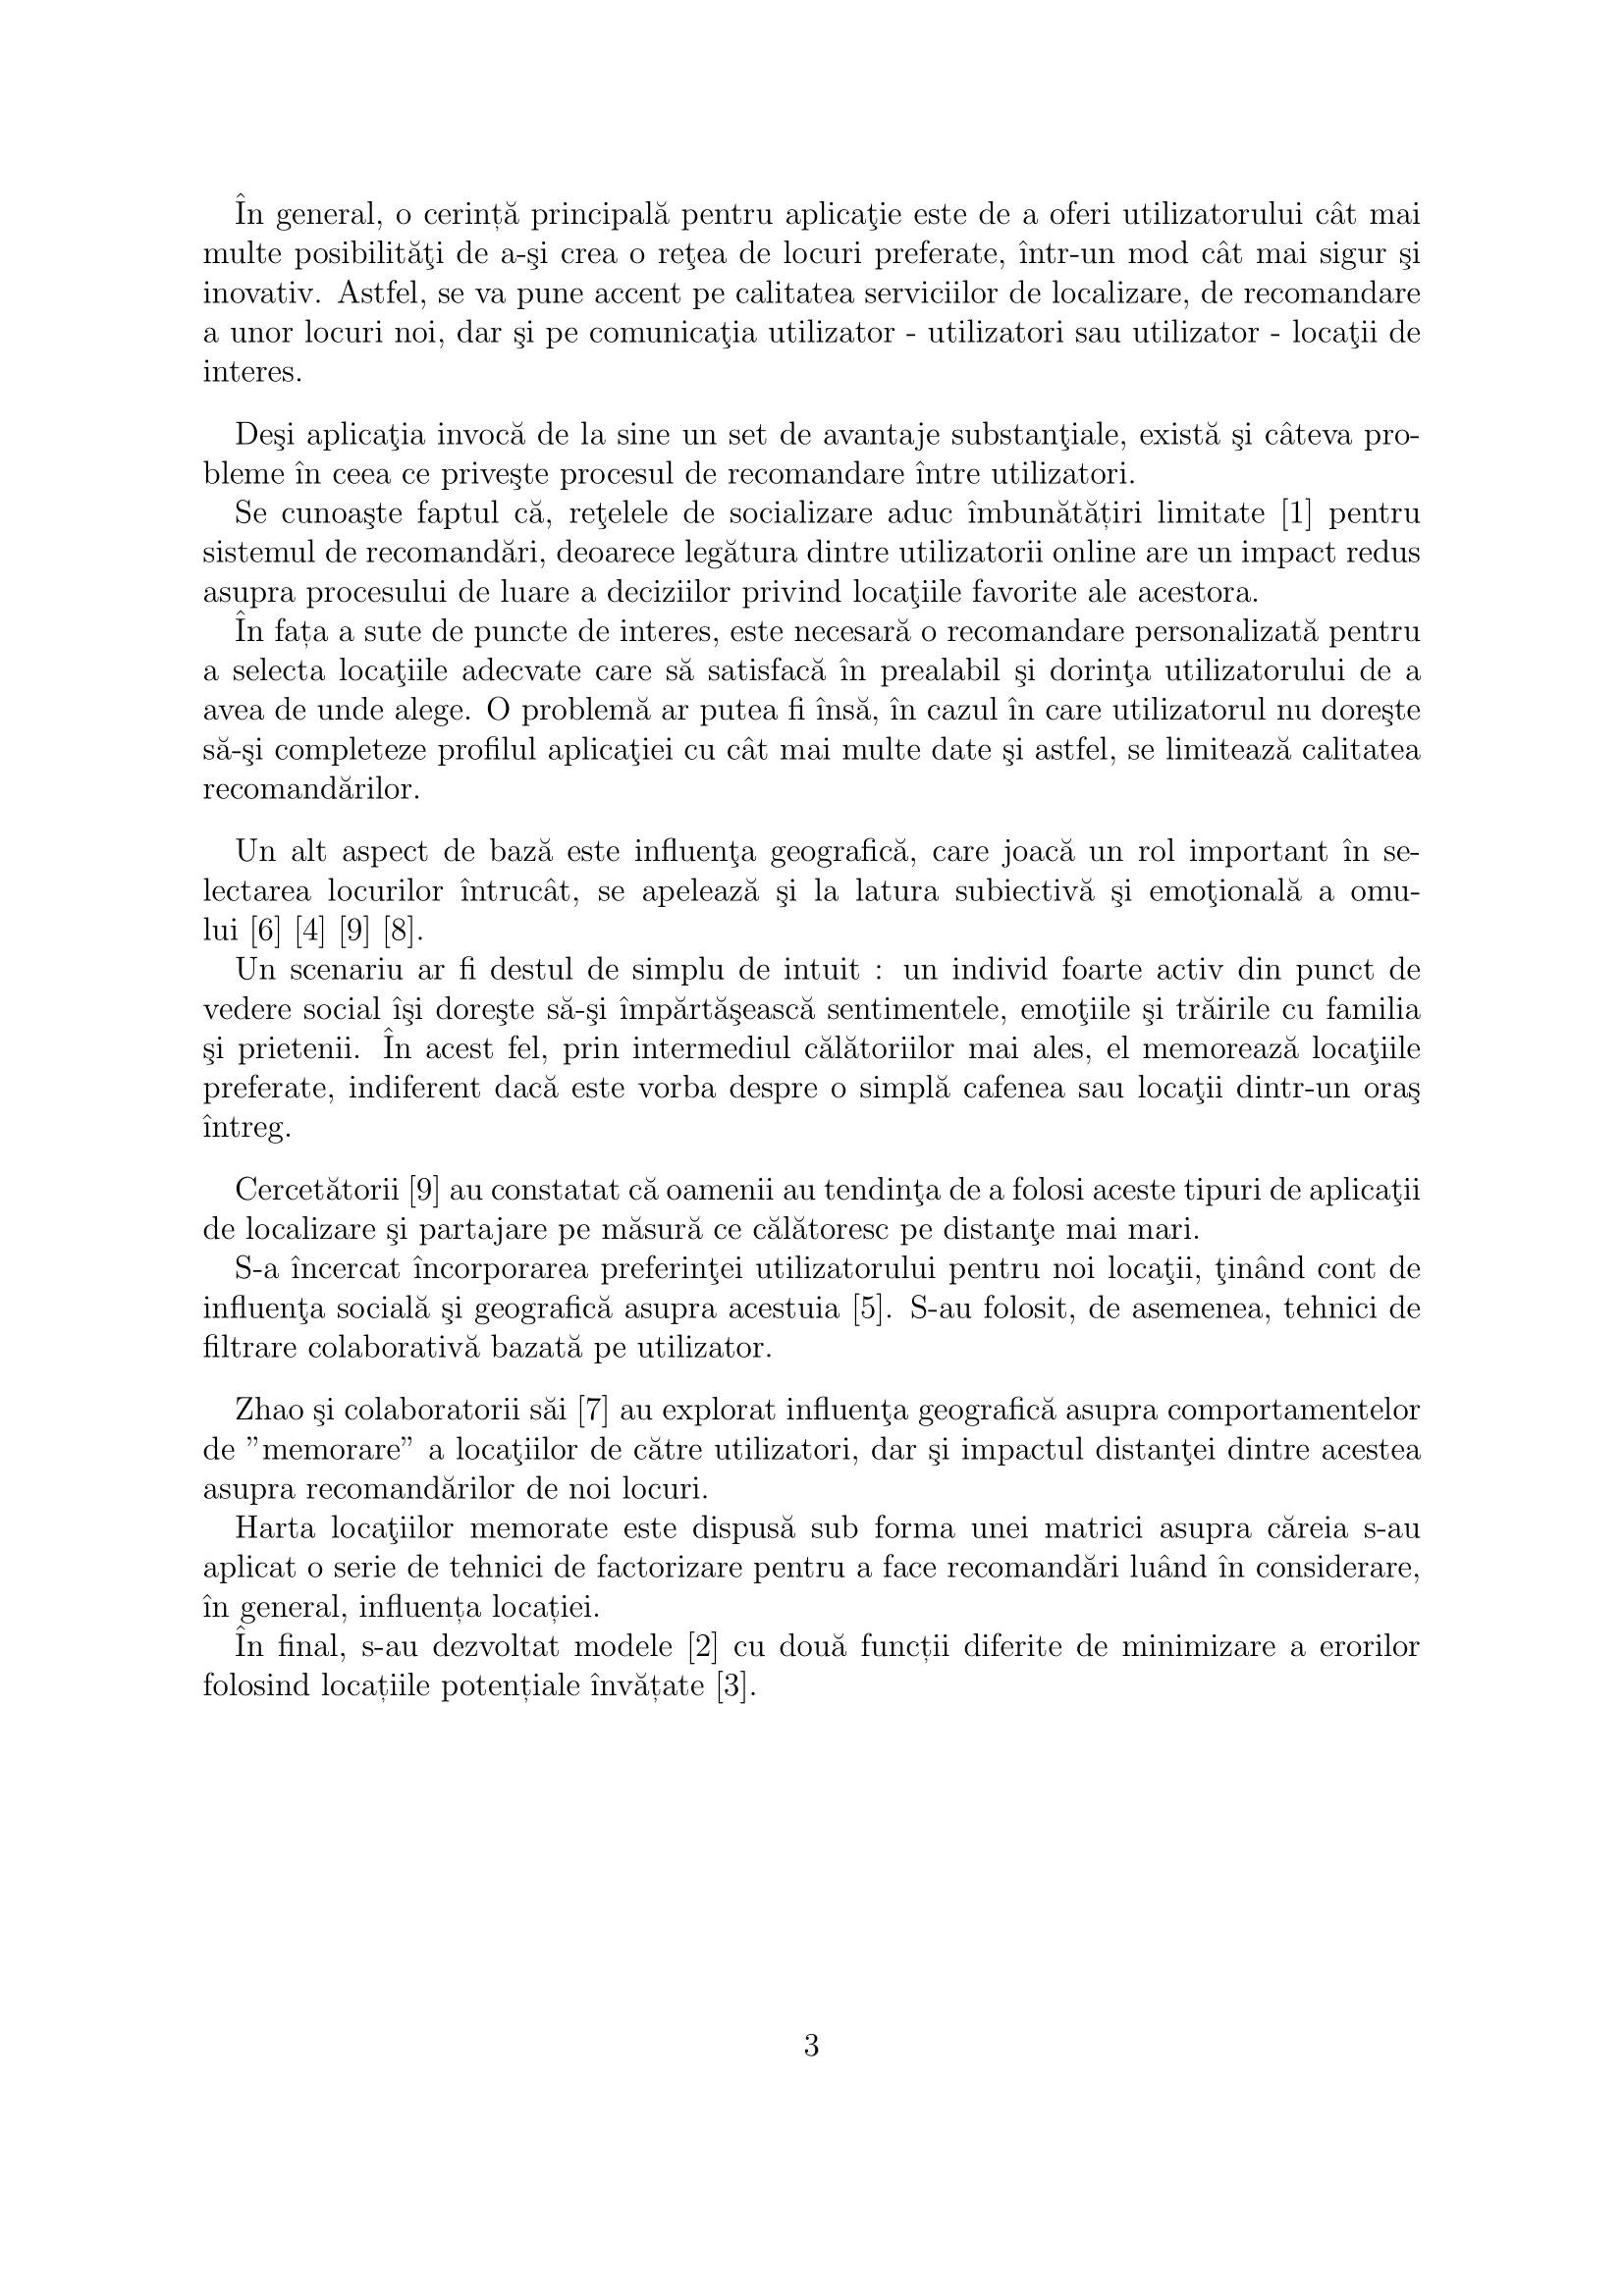 În general, o cerință principală pentru aplicaţie este de a oferi utilizatorului cât mai
multe posibilităţi de a-şi crea o reţea de locuri preferate, într-un mod cât mai sigur şi
inovativ. Astfel, se va pune accent pe calitatea serviciilor de localizare, de recomandare
a unor locuri noi, dar şi pe comunicaţia utilizator - utilizatori sau utilizator - locaţii de
interes.
Deşi aplicaţia invocă de la sine un set de avantaje substanţiale, există şi câteva pro-
bleme în ceea ce priveşte procesul de recomandare între utilizatori.
Se cunoaşte faptul că, reţelele de socializare aduc îmbunătățiri limitate [1] pentru
sistemul de recomandări, deoarece legătura dintre utilizatorii online are un impact redus
asupra procesului de luare a deciziilor privind locaţiile favorite ale acestora.
În fața a sute de puncte de interes, este necesară o recomandare personalizată pentru
a selecta locaţiile adecvate care să satisfacă în prealabil şi dorinţa utilizatorului de a
avea de unde alege. O problemă ar putea fi însă, în cazul în care utilizatorul nu doreşte
să-şi completeze profilul aplicaţiei cu cât mai multe date şi astfel, se limitează calitatea
recomandărilor.
Un alt aspect de bază este influenţa geografică, care joacă un rol important în se-
lectarea locurilor întrucât, se apelează şi la latura subiectivă şi emoţională a omu-
lui [6] [4] [9] [8].
Un scenariu ar fi destul de simplu de intuit : un individ foarte activ din punct de
vedere social îşi doreşte să-şi împărtăşească sentimentele, emoţiile şi trăirile cu familia
şi prietenii. În acest fel, prin intermediul călătoriilor mai ales, el memorează locaţiile
preferate, indiferent dacă este vorba despre o simplă cafenea sau locaţii dintr-un oraş
întreg.
Cercetătorii [9] au constatat că oamenii au tendinţa de a folosi aceste tipuri de aplicaţii
de localizare şi partajare pe măsură ce călătoresc pe distanţe mai mari.
S-a încercat încorporarea preferinţei utilizatorului pentru noi locaţii, ţinând cont de
influenţa socială şi geografică asupra acestuia [5]. S-au folosit, de asemenea, tehnici de
filtrare colaborativă bazată pe utilizator.
Zhao şi colaboratorii săi [7] au explorat influenţa geografică asupra comportamentelor
de ”memorare” a locaţiilor de către utilizatori, dar şi impactul distanţei dintre acestea
asupra recomandărilor de noi locuri.
Harta locaţiilor memorate este dispusă sub forma unei matrici asupra căreia s-au
aplicat o serie de tehnici de factorizare pentru a face recomandări luând în considerare,
în general, influența locației.
În final, s-au dezvoltat modele [2] cu două funcții diferite de minimizare a erorilor
folosind locațiile potențiale învățate [3].
3